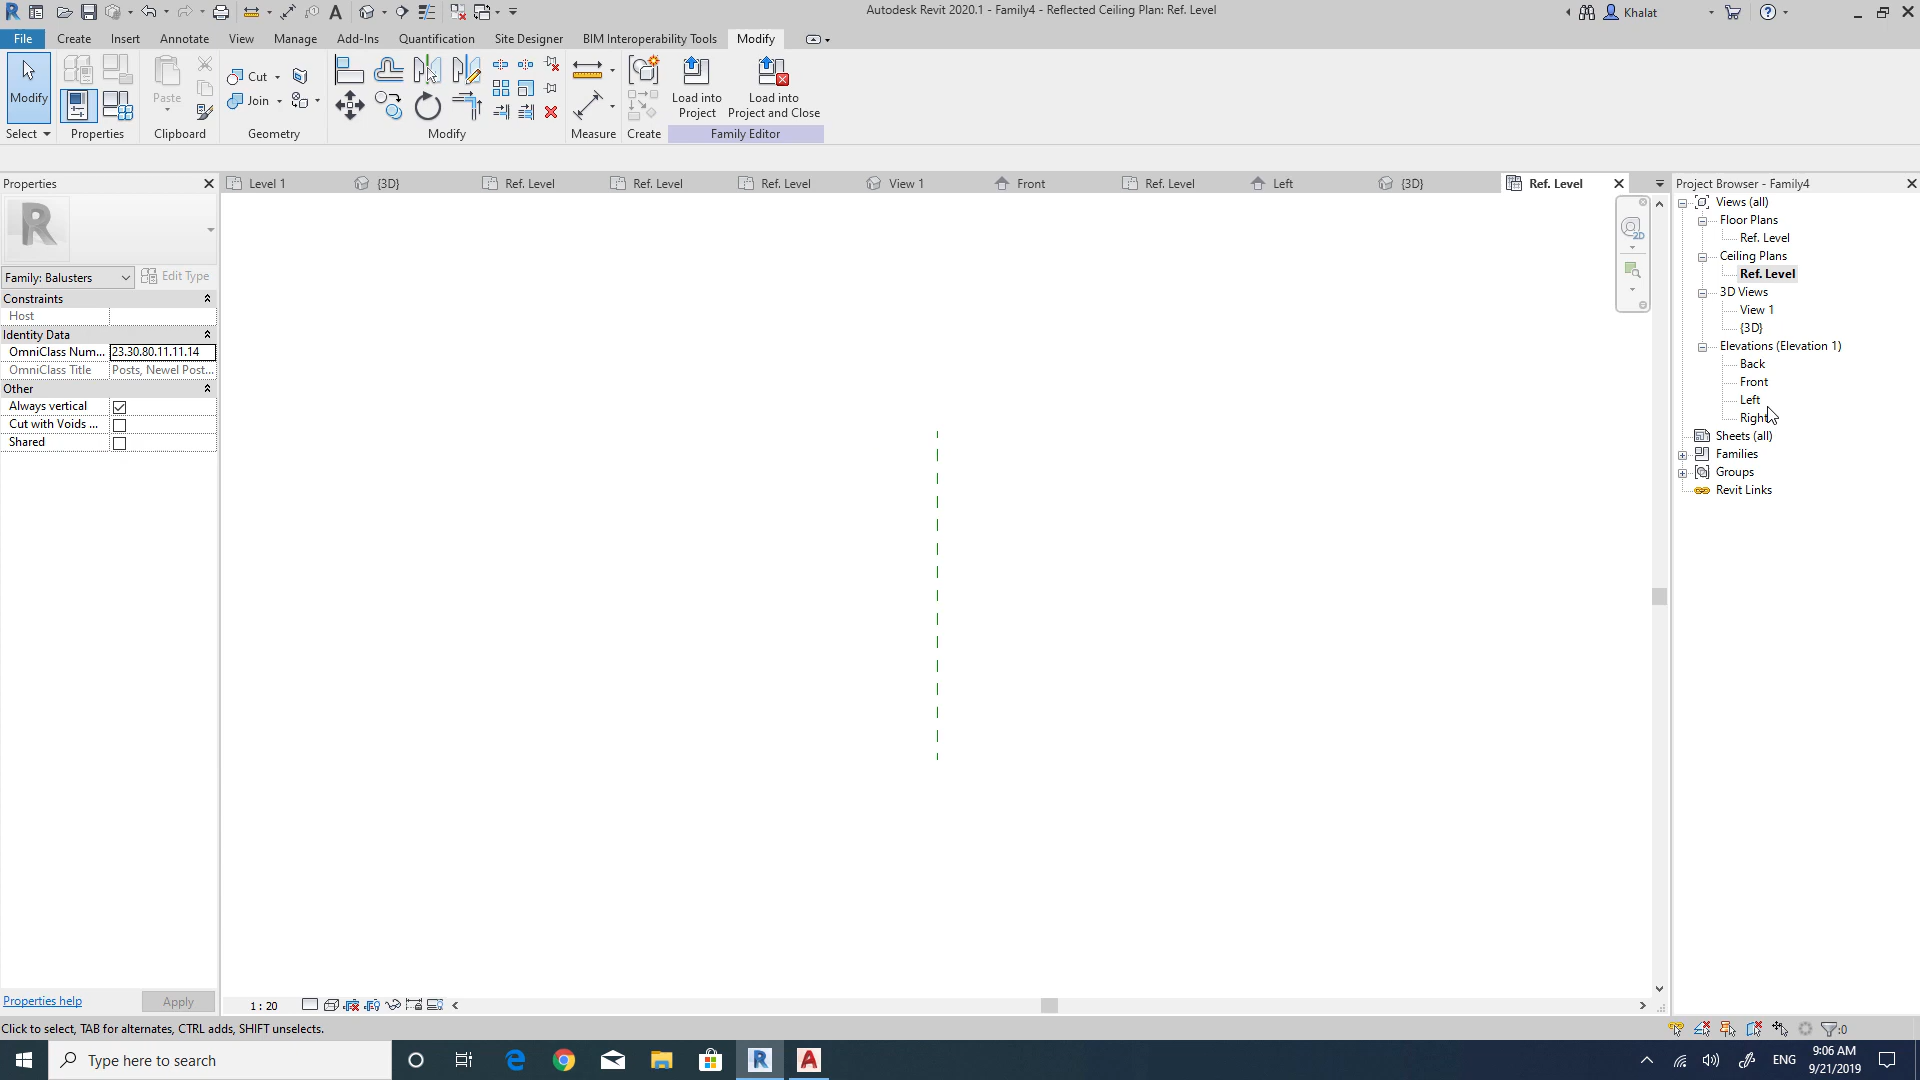 Autodesk Revit 2020.1 - Family4 - Reflected Ceiling Plan: Ref. Level
Khalat
File Create Insert Annotate View Manage Add-Ins Quantification Site Designer BIM Interoperability Tools Modify
Modify
Paste
Cut
Join
Load into
Project
Load into
Project and Close
Select Properties Clipboard Geometry Modify Measure Create Family Editor
Properties
Level 1 {3D} Ref. Level Ref. Level Ref. Level View 1 Front Ref. Level Left {3D} Ref. Level
Project Browser - Family4
R
Family: Balusters Edit Type
Constraints
Host
Identity Data
OmniClass Num... 23.30.80.11.11.14
OmniClass Title Posts, Newel Post...
Other
Always vertical
Cut with Voids ...
Shared
2D
Views (all)
Floor Plans
Ref. Level
Ceiling Plans
Ref. Level
3D Views
View 1
{3D}
Elevations (Elevation 1)
Back
Front
Left
Right
Sheets (all)
Families
Groups
Revit Links
Properties help Apply
1 : 20
Click to select, TAB for alternates, CTRL adds, SHIFT unselects.
:0
Type here to search
ENG
9:06 AM
9/21/2019